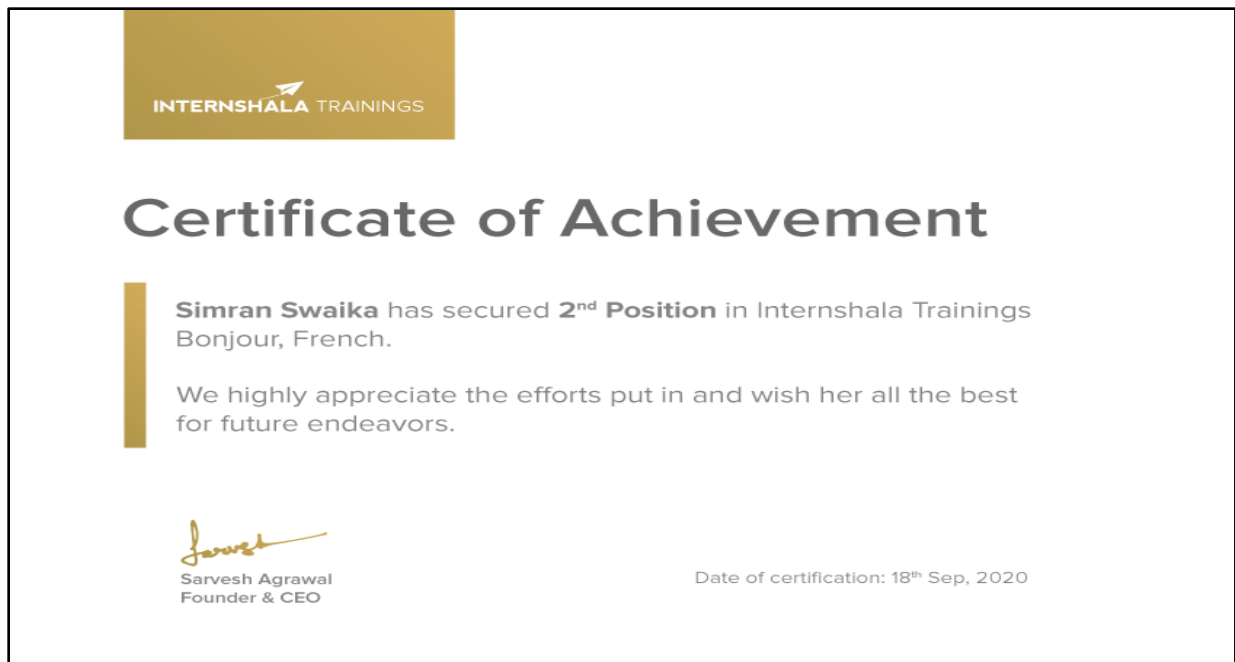 INTERNSHALA TRAININGS
Certificate of Achievement
Simran Swaika has secured 2nd Position in Internshala Trainings
Bonjour, French.
We highly appreciate the efforts put in and wish her all the best
for future endeavors.
Sarvesh
Sarvesh Agrawal
Founder & CEO
Date of certification: 18th Sep, 2020